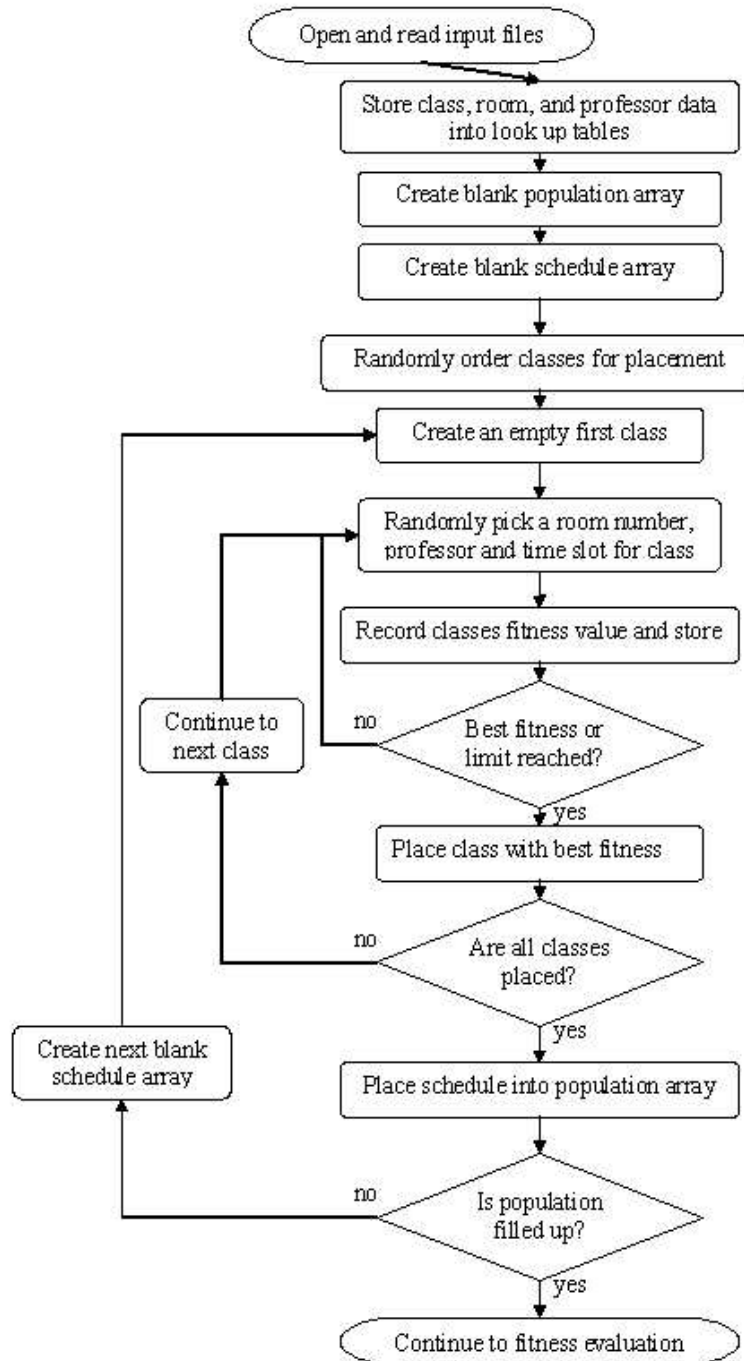 Open and read input files
Store class, room, and professor data
into look up tables
Create blank population array
Create blank schedule array
Randomly order classes for placement
Create an empty first class
Randomly pick a room number,
professor and time slot for class
Record classes fitness value and store
Continue to
next class
no
Best fitness or
limit reached?
yes
Place class with best fitness
no
Are all classes
placed?
yes
Create next blank
schedule array
Place schedule into population array
no
Is population
filled up?
yes
Continue to fitness evaluation